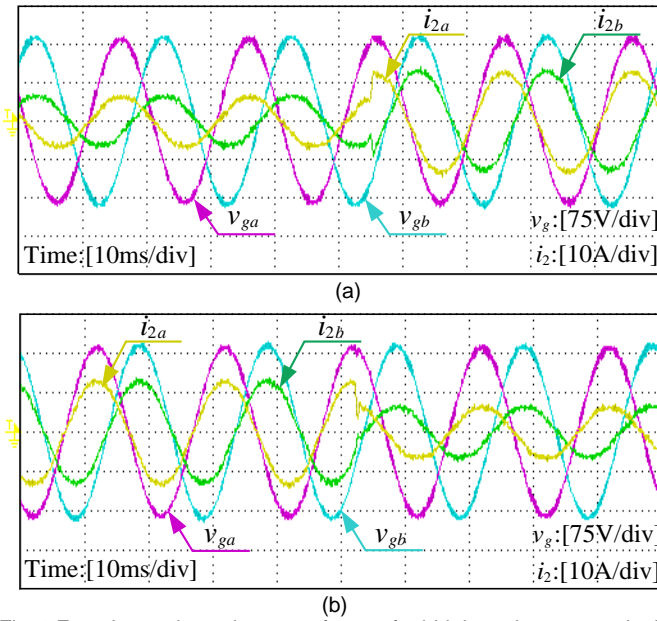 i2a
i2b
vga
vgb
vg:[75V/div]
Time:[10ms/div]
i2:[10A/div]
(a)
i2a
i2b
vga
vgb
vg:[75V/div]
Time:[10ms/div]
i2:[10A/div]
(b)